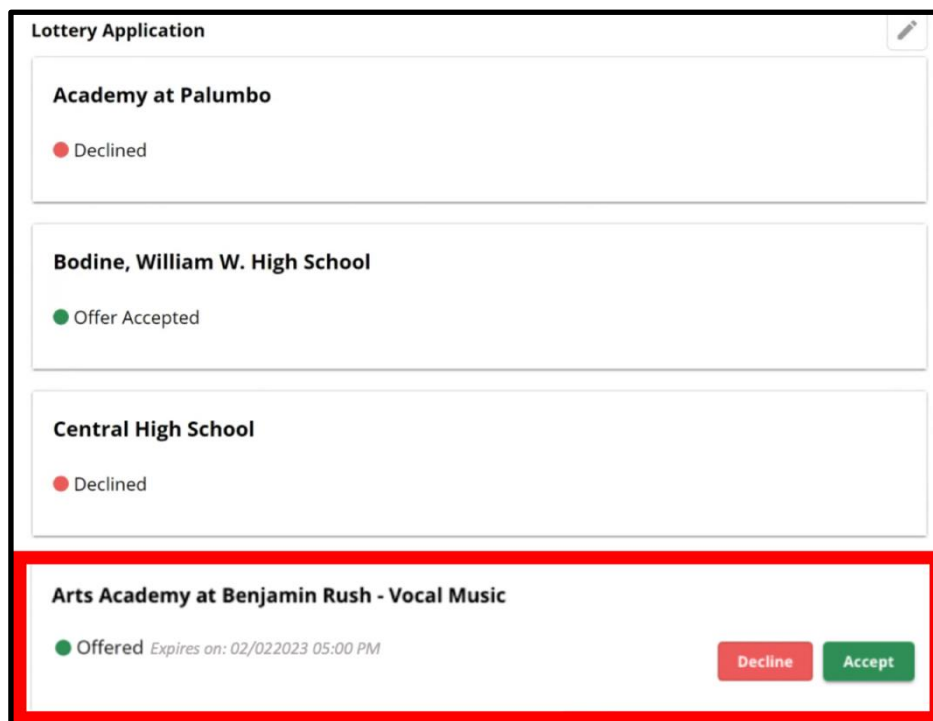 Lottery Application
Academy at Palumbo
Declined
Bodine, William W. High School
Offer Accepted
Central High School
Declined
Arts Academy at Benjamin Rush - Vocal Music
Offered Expires on: 02/022023 05:00 PM
Decline Accept